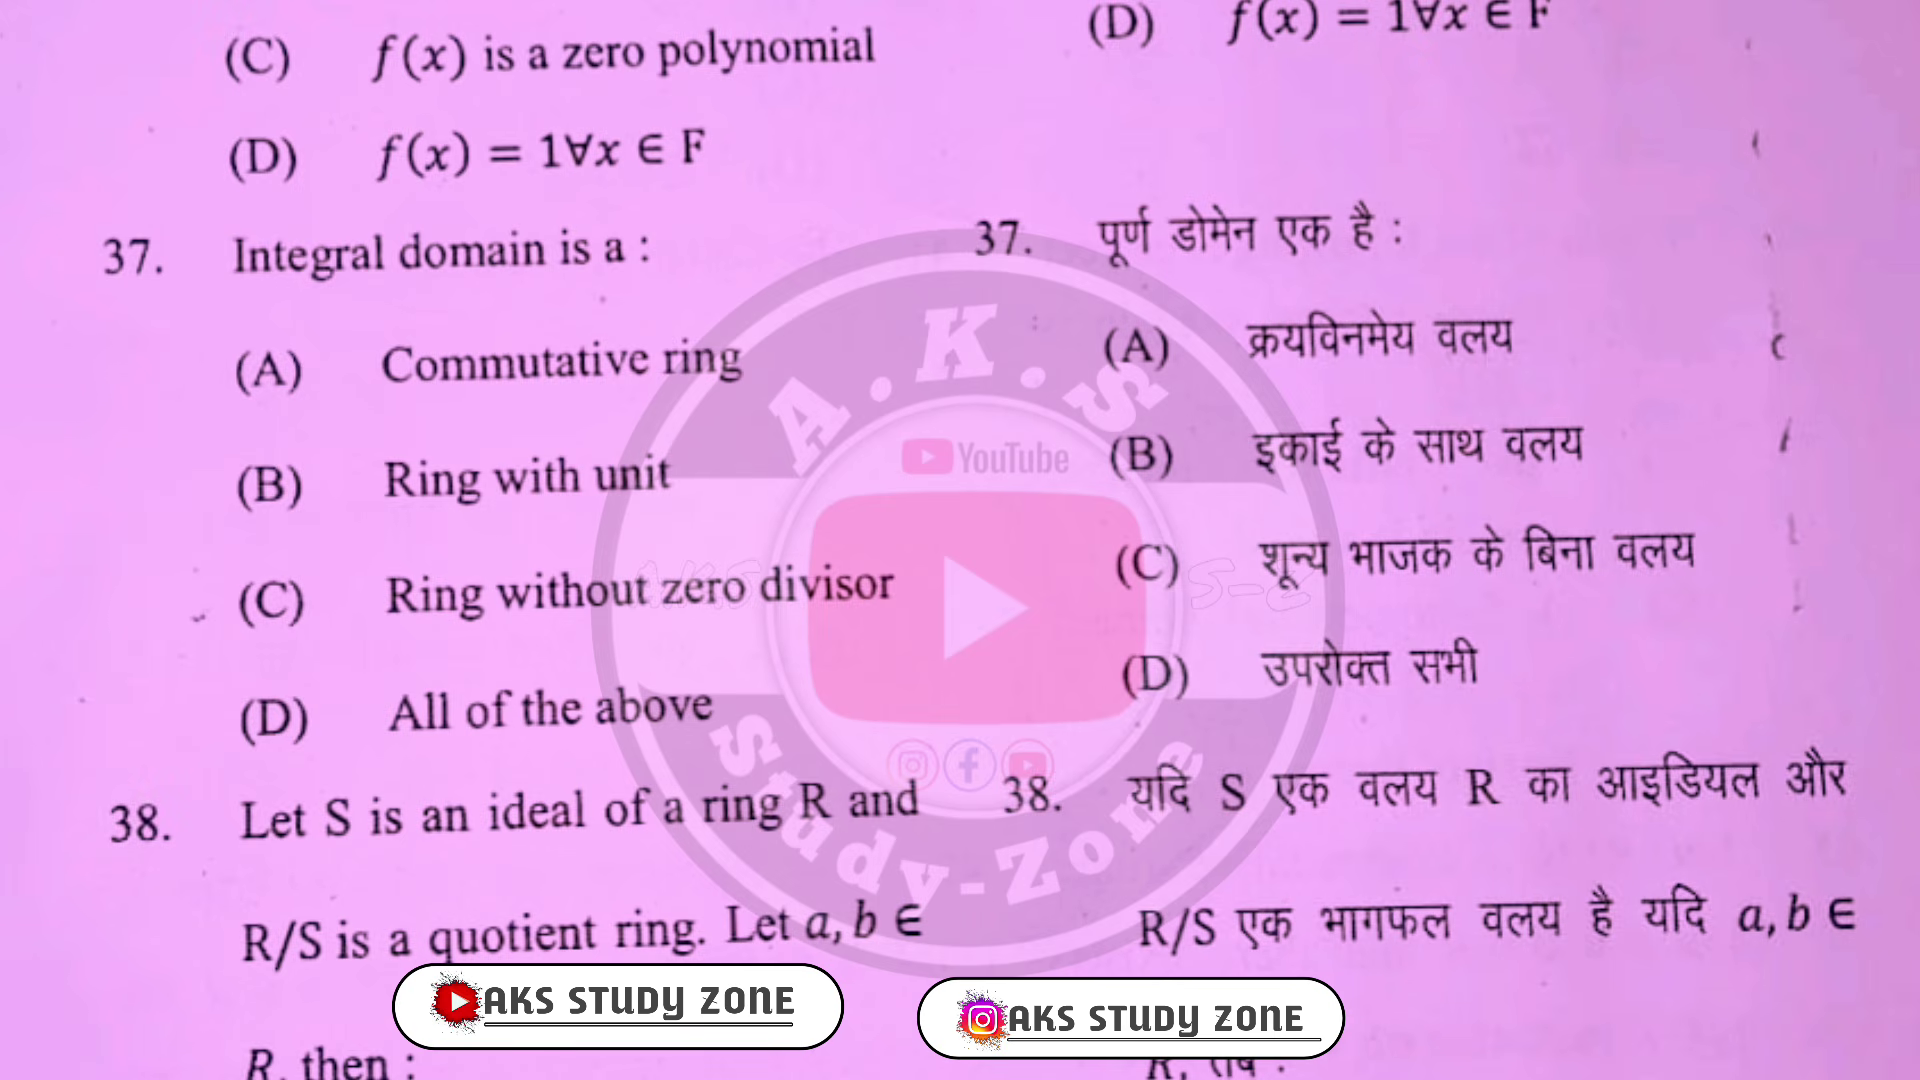 (C) f(x) is a zero polynomial
(D) f(x) = 1∀x ∈ F
37. Integral domain is a :
(A) Commutative ring
(B) Ring with unit
(C) Ring without zero divisor
(D) All of the above
38. Let S is an ideal of a ring R and
R/S is a quotient ring. Let a, b ∈
R, then :
(D) f(x) = 1∀x ∈ F
37. पूर्ण डोमेन एक है :
(A) क्रयविनमेय वलय
(B) इकाई के साथ वलय
(C) शून्य भाजक के बिना वलय
(D) उपरोक्त सभी
38. यदि S एक वलय R का आइडियल और
R/S एक भागफल वलय है यदि a, b ∈
R, तब :
A.K.S
YouTube
Study-Zone
AKS STUDY ZONE
AKS STUDY ZONE